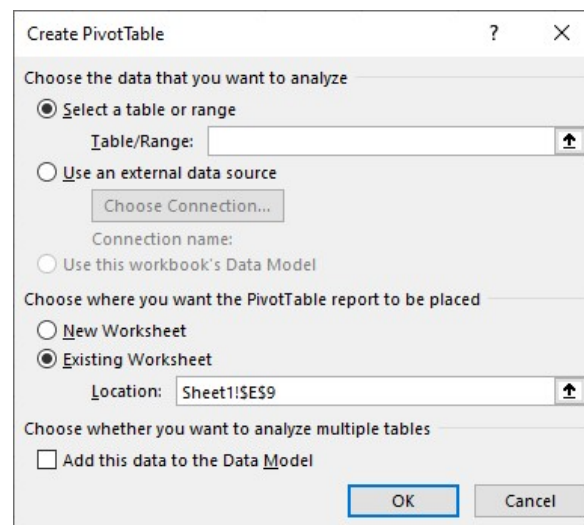 Create PivotTable
?
Choose the data that you want to analyze
Select a table or range
Table/Range:
Use an external data source
Choose Connection...
Connection name:
Use this workbook's Data Model
Choose where you want the PivotTable report to be placed
New Worksheet
Existing Worksheet
Location: Sheet1!$E$9
Choose whether you want to analyze multiple tables
Add this data to the Data Model
OK Cancel